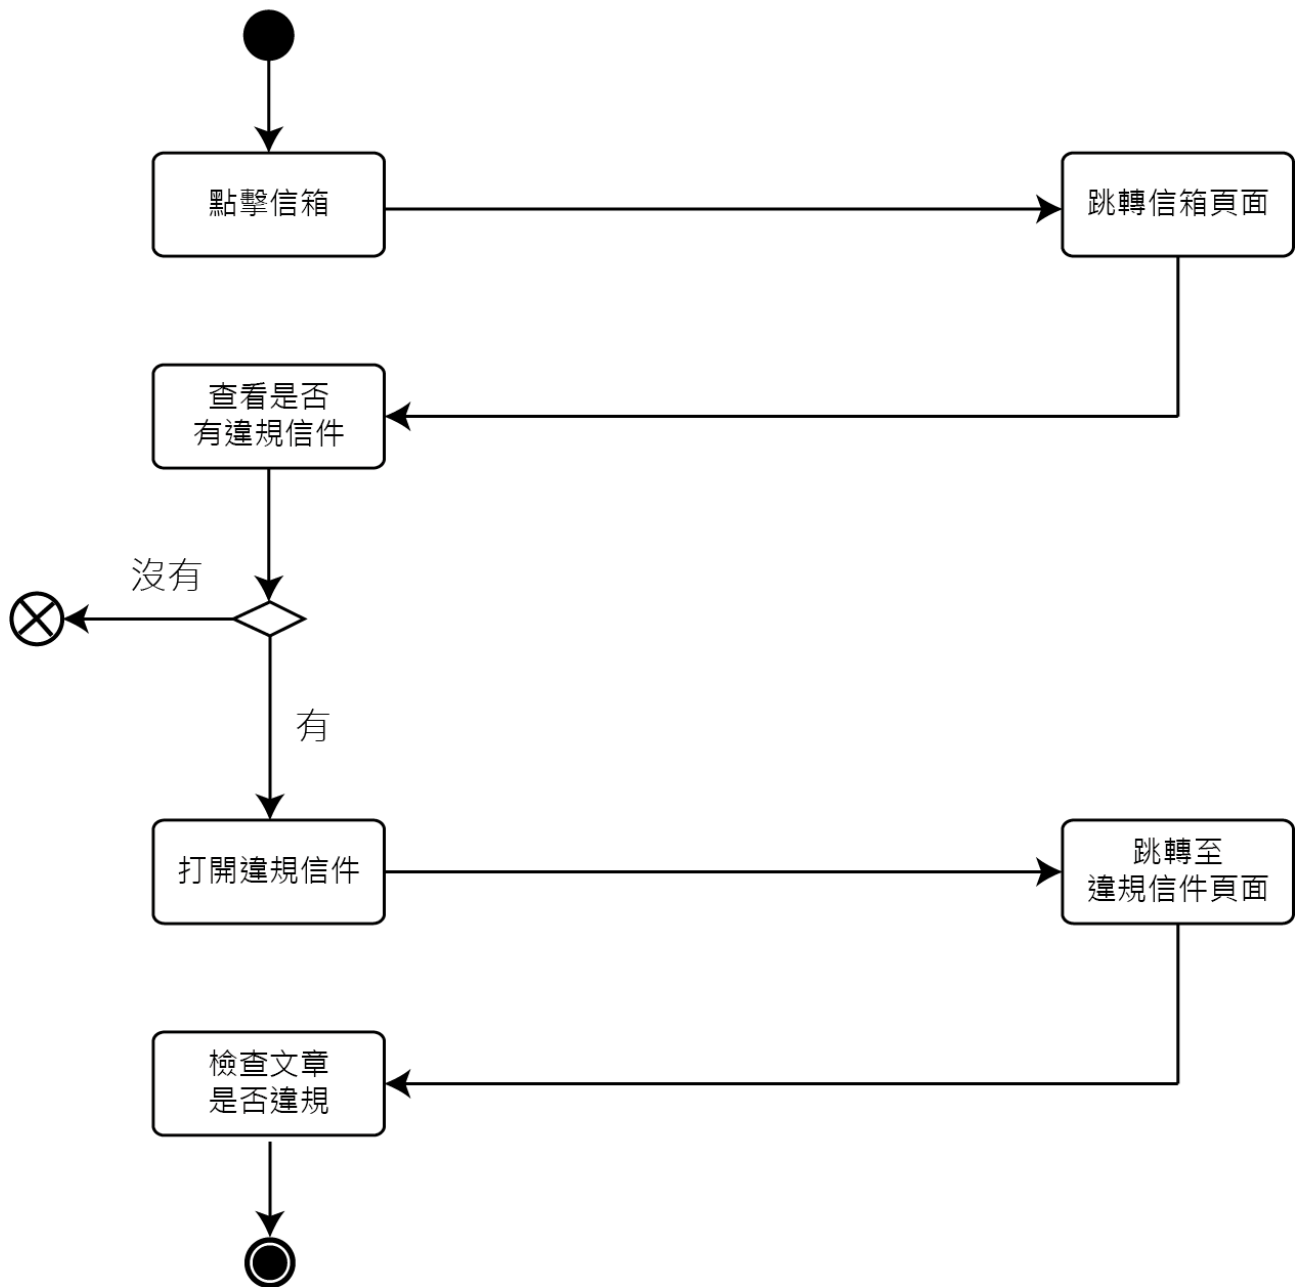 點擊信箱
跳轉信箱頁面
查看是否
有違規信件
沒有
有
打開違規信件
跳轉至
違規信件頁面
檢查文章
是否違規